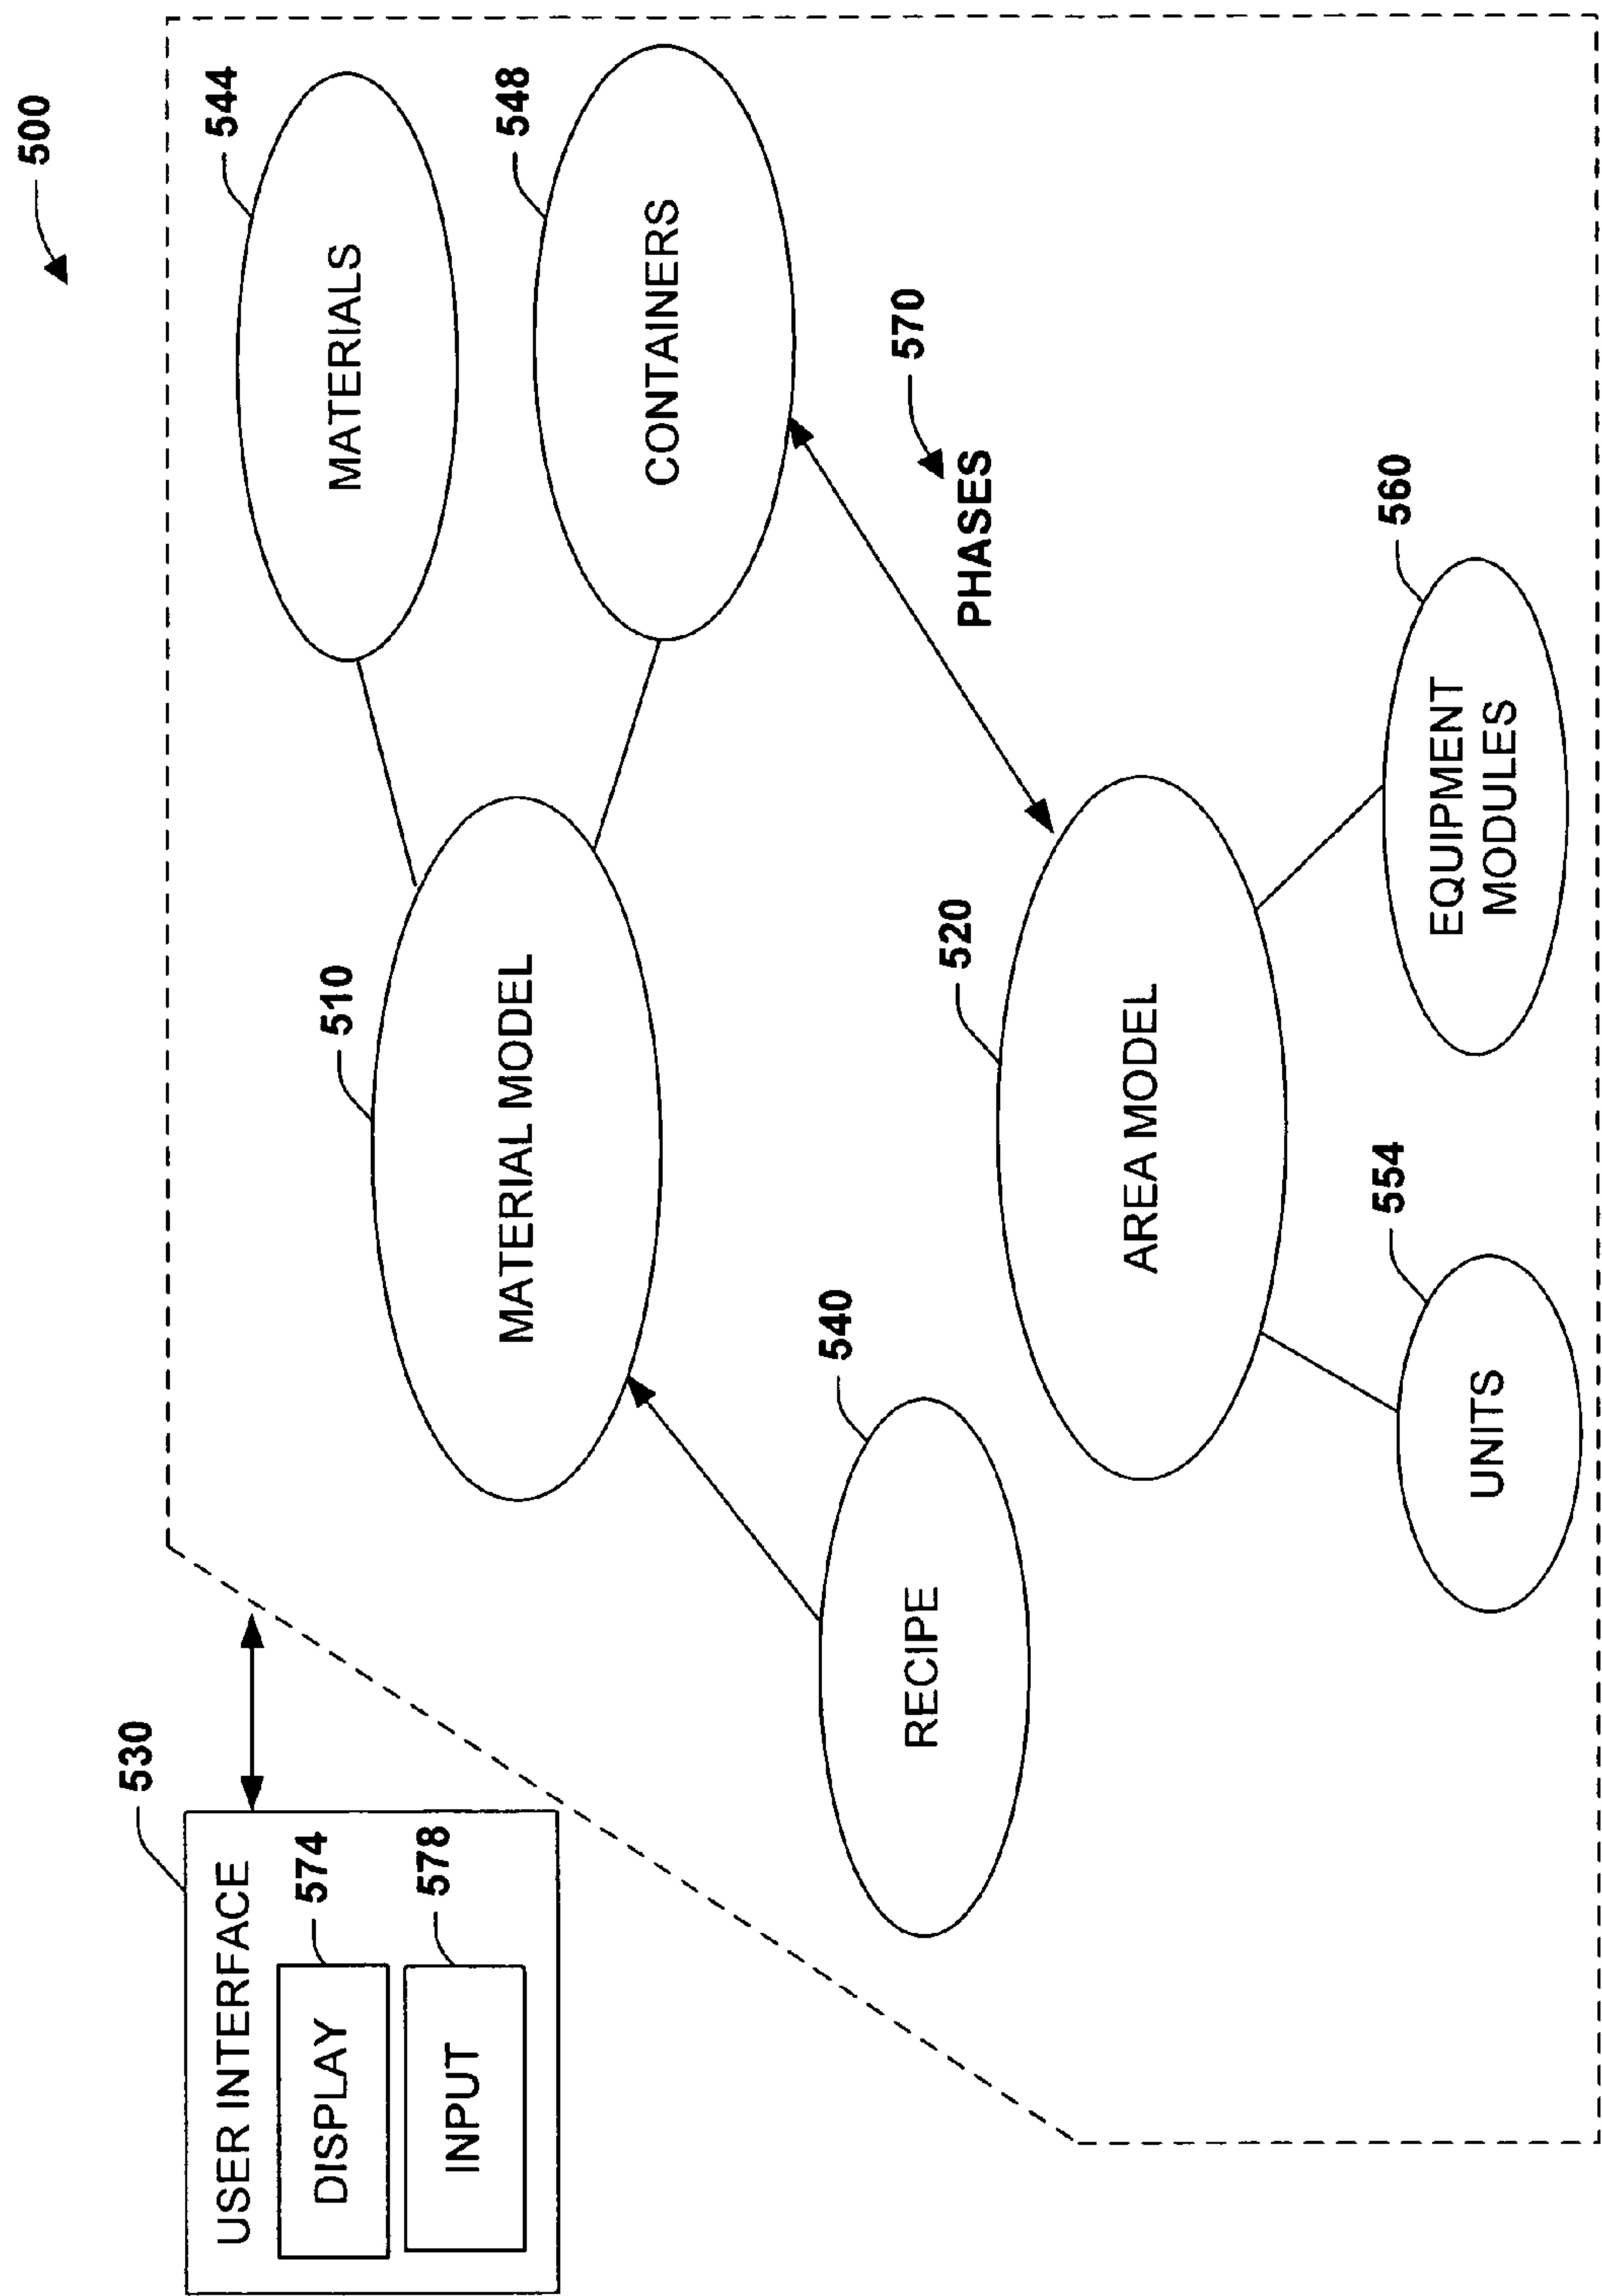 500
530
USER INTERFACE
574
DISPLAY
578
INPUT
510
MATERIAL MODEL
544
MATERIALS
548
CONTAINERS
540
RECIPE
570
PHASES
520
AREA MODEL
554
UNITS
560
EQUIPMENT
MODULES